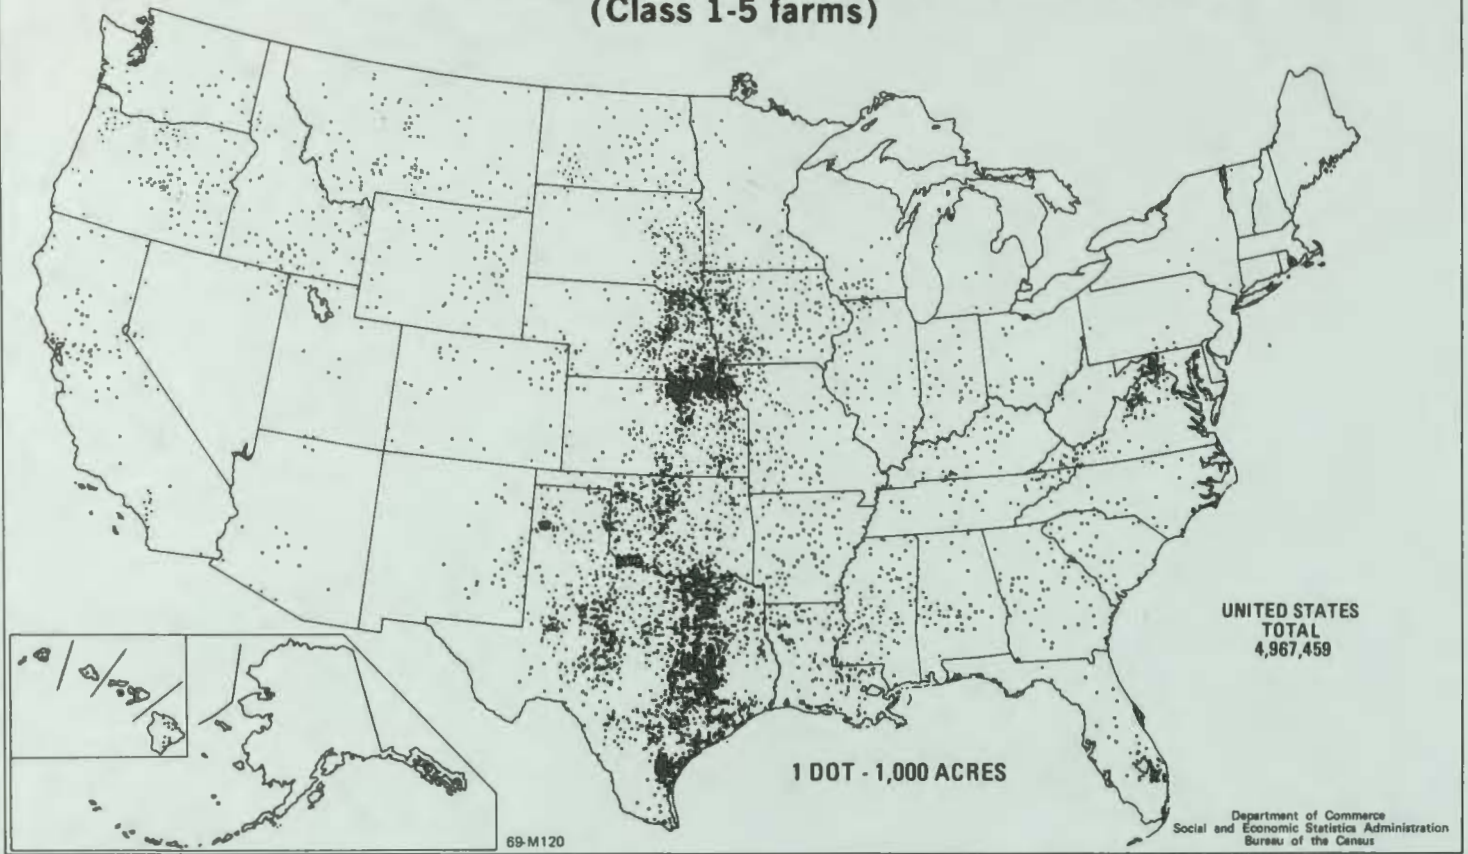 (Class 1-5 farms)
UNITED STATES
TOTAL
4,967,459
1 DOT - 1,000 ACRES
Department of Commerce
Social and Economic Statistics Administration
Bureau of the Census
69-M120